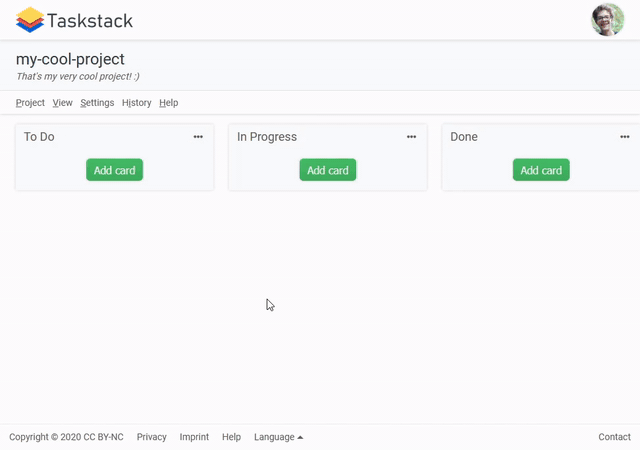 Taskstack
my-cool-project
That's my very cool project! :)
Project View Settings History Help
To Do ••• In Progress ••• Done •••
Add card Add card Add card
Copyright © 2020 CC BY-NC Privacy Imprint Help Language Contact